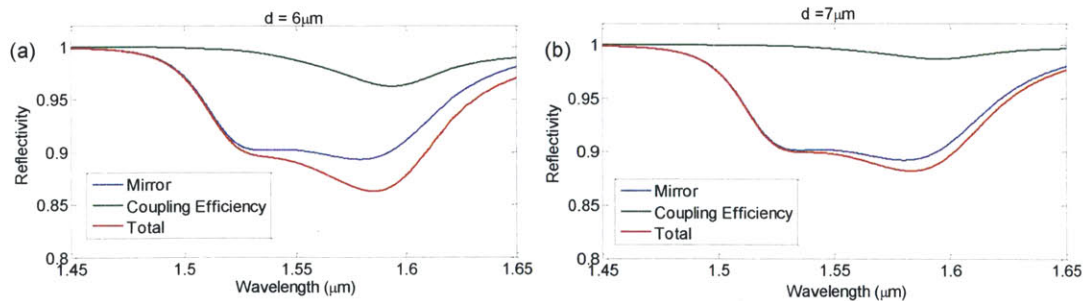 d = 6µm
(a)
1
0.95
0.9
0.85
0.8
Reflectivity
Mirror
Coupling Efficiency
Total
1.45
1.5
1.55
1.6
1.65
Wavelength (µm)
d =7µm
(b)
1
0.95
0.9
0.85
0.8
Reflectivity
Mirror
Coupling Efficiency
Total
1.45
1.5
1.55
1.6
1.65
Wavelength (µm)